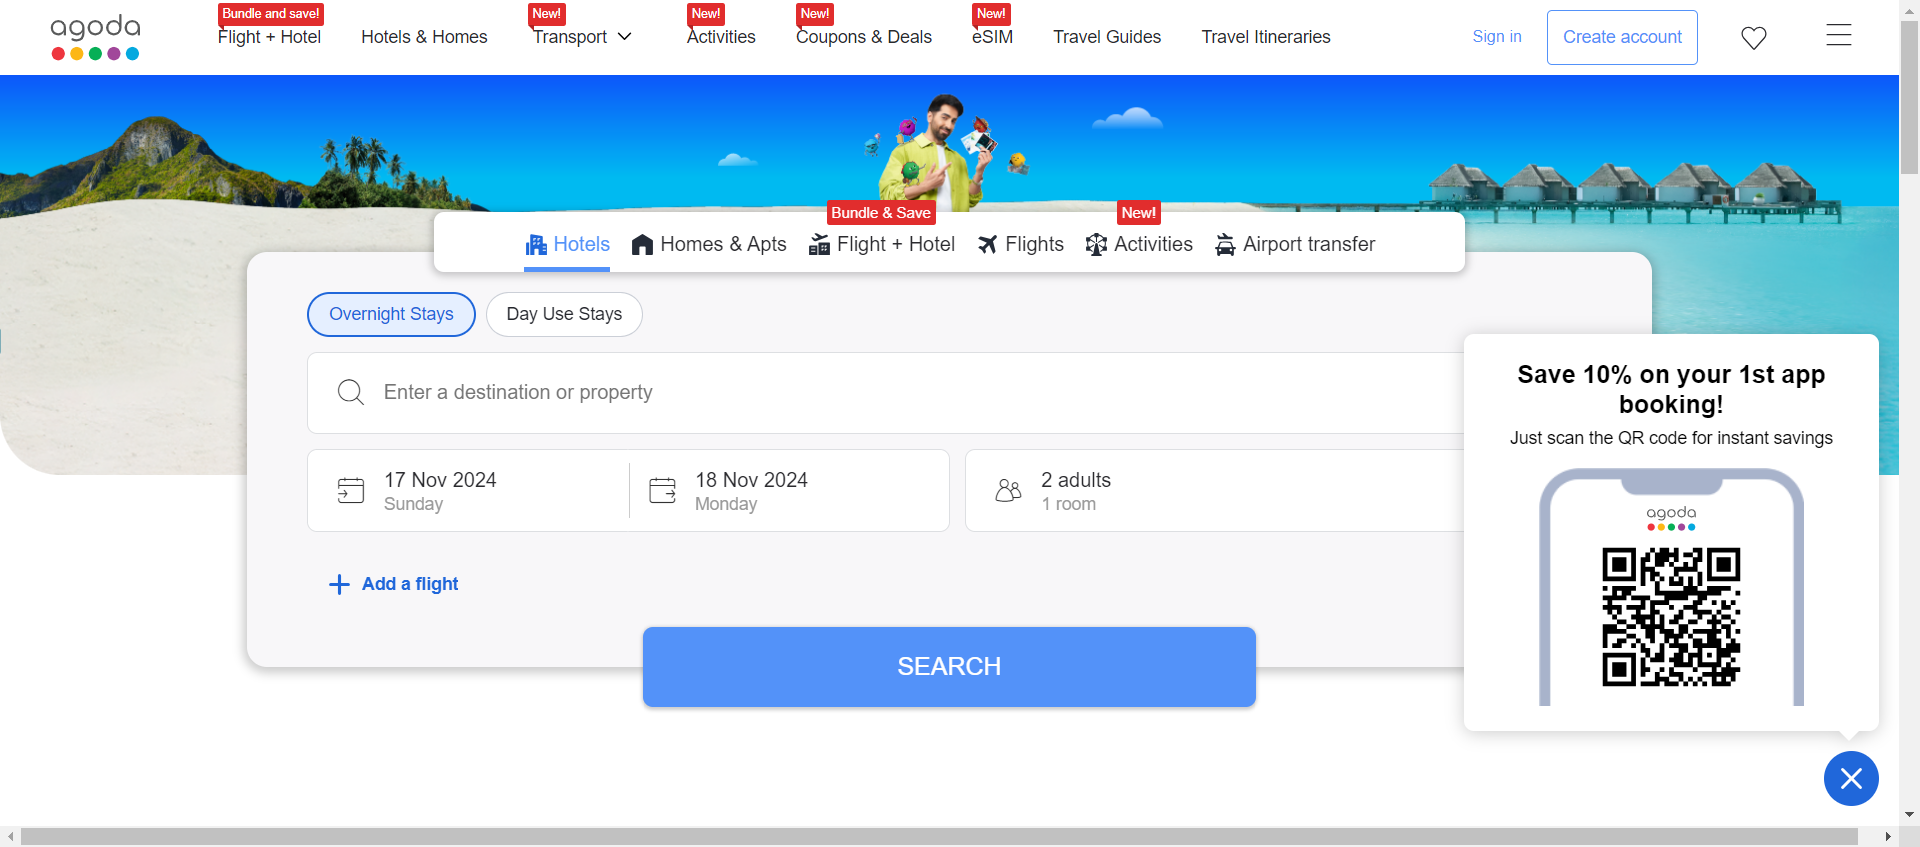 agoda
Bundle and save!
Flight + Hotel
Hotels & Homes
New!
Transport
New!
Activities
New!
Coupons & Deals
New!
eSIM
Travel Guides
Travel Itineraries
Sign in
Create account
Bundle & Save
New!
Hotels
Homes & Apts
Flight + Hotel
Flights
Activities
Airport transfer
Overnight Stays
Day Use Stays
Enter a destination or property
17 Nov 2024
Sunday
18 Nov 2024
Monday
2 adults
1 room
Add a flight
SEARCH
Save 10% on your 1st app
booking!
Just scan the QR code for instant savings
agoda